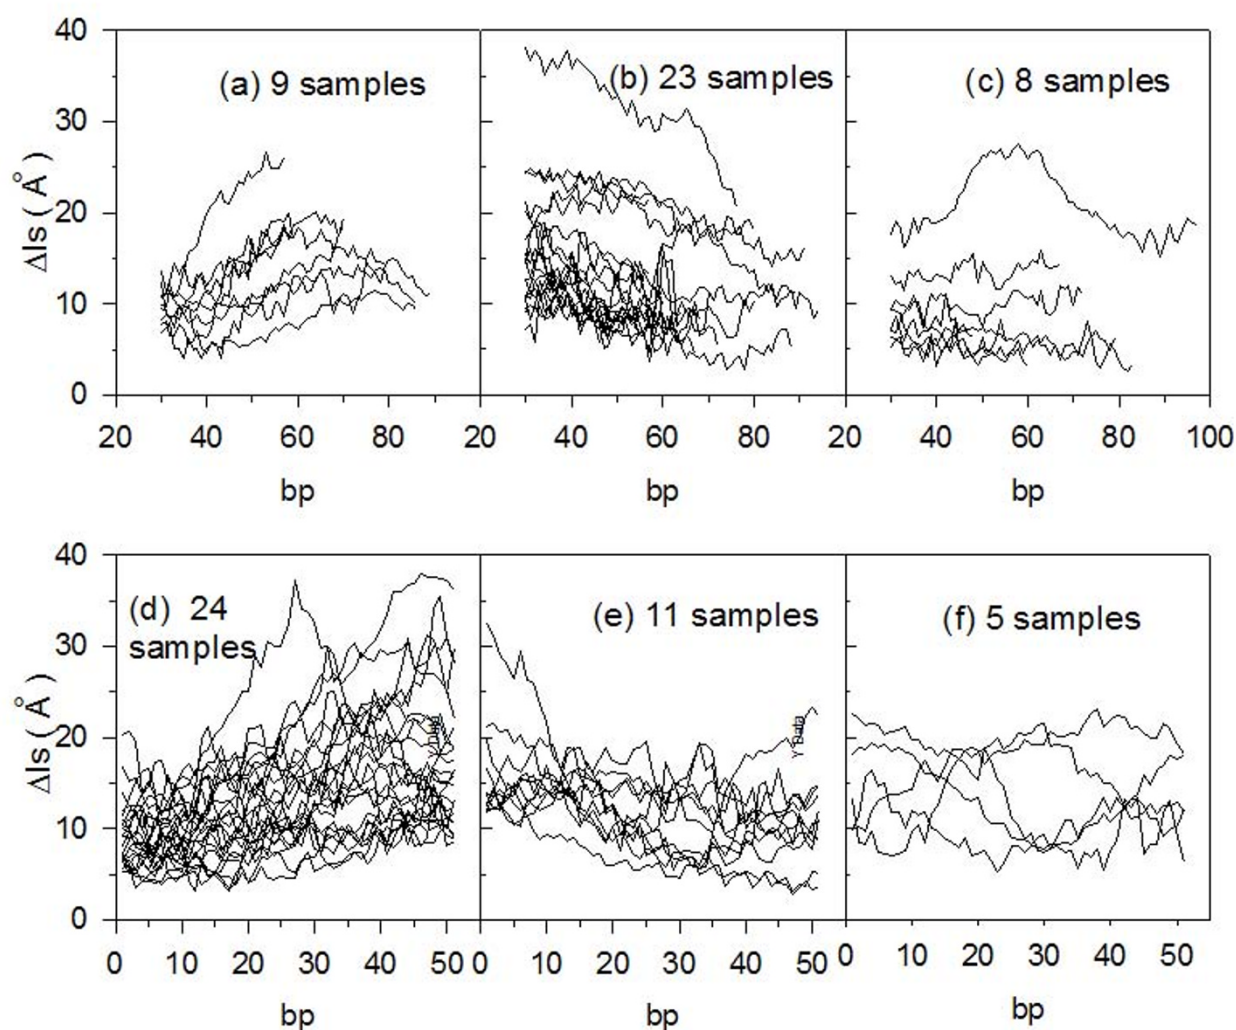 40
30
20
10
0
ΔIs ( Å )
(a) 9 samples
(b) 23 samples
(c) 8 samples
20 40 60 80 20 40 60 80 20 40 60 80 100
bp bp bp
40
30
20
10
0
ΔIs ( Å )
(d) 24
samples
(e) 11 samples
(f) 5 samples
Y Data
Y Data
0 10 20 30 40 50 0 10 20 30 40 50 0 10 20 30 40 50
bp bp bp